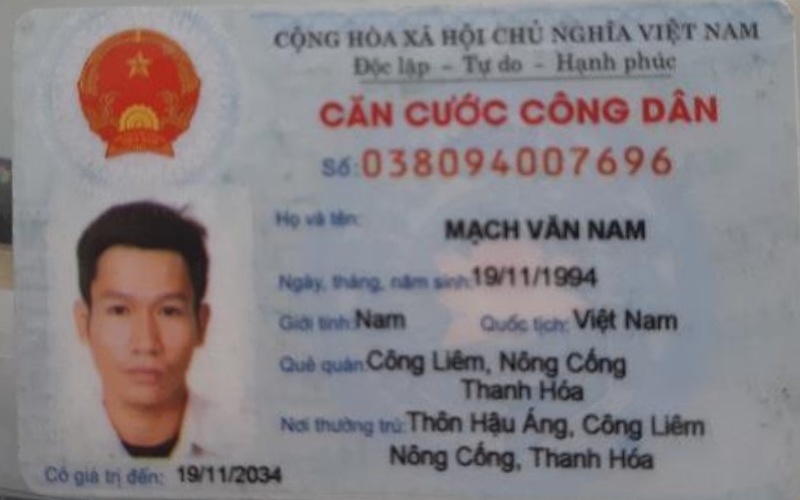 CỘNG HÒA XÃ HỘI CHỦ NGHĨA VIỆT NAM
Độc lập - Tự do - Hạnh phúc
CĂN CƯỚC CÔNG DÂN
Số: 038094007696
Họ và tên: MẠCH VĂN NAM
Ngày, tháng, năm sinh: 19/11/1994
Giới tính: Nam Quốc tịch: Việt Nam
Quê quán: Công Liêm, Nông Cống
Thanh Hóa
Nơi thường trú: Thôn Hậu Áng, Công Liêm
Nông Cống, Thanh Hóa
Có giá trị đến: 19/11/2034